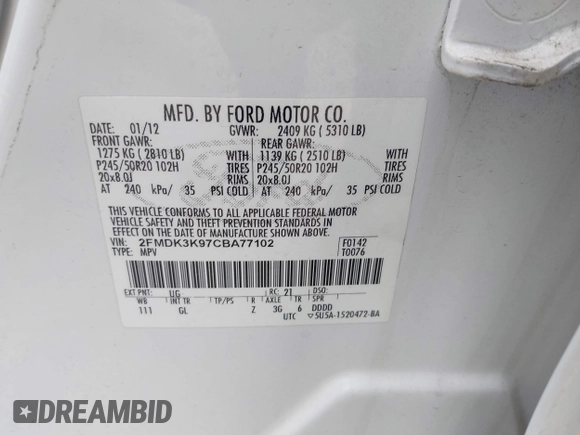 MFD. BY FORD MOTOR CO.
DATE: 01/12 GVWR: 2409 KG ( 5310 LB)
FRONT GAWR: REAR GAWR:
1275 KG ( 2810 LB) WITH 1139 KG ( 2510 LB) WITH
P245/50R20 102H TIRES P245/50R20 102H TIRES
20x8.0J RIMS 20x8.0J RIMS
AT 240 kPa/ 35 PSI COLD AT 240 kPa/ 35 PSI COLD
THIS VEHICLE CONFORMS TO ALL APPLICABLE FEDERAL MOTOR
VEHICLE SAFETY AND THEFT PREVENTION STANDARDS IN
EFFECT ON THE DATE OF MANUFACTURE SHOWN ABOVE.
VIN: 2FMDK3K97CBA77102 F0142
TYPE: MPV T0076
EXT PNT: UG RC: 21 DSO:
WB INT TR TP/PS R AXLE TR SPR
111 GL Z 3G 6 DDDD
UTC ▽5U5A-1520472-BA
DREAMBID